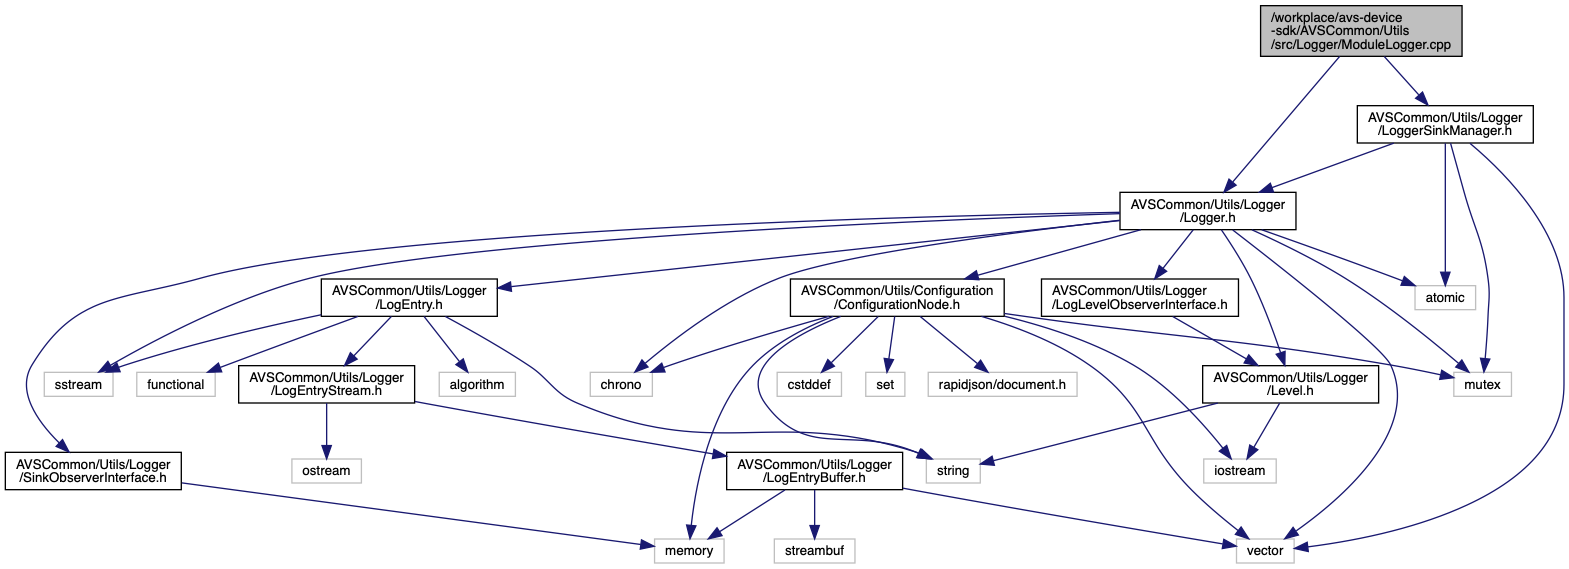 /workplace/avs-device
-sdk/AVSCommon/Utils
/src/Logger/ModuleLogger.cpp
AVSCommon/Utils/Logger
/LoggerSinkManager.h
AVSCommon/Utils/Logger
/Logger.h
AVSCommon/Utils/Logger
/LogEntry.h
AVSCommon/Utils/Configuration
/ConfigurationNode.h
AVSCommon/Utils/Logger
/LogLevelObserverInterface.h
atomic
sstream
functional
AVSCommon/Utils/Logger
/LogEntryStream.h
algorithm
chrono
cstddef
set
rapidjson/document.h
AVSCommon/Utils/Logger
/Level.h
mutex
AVSCommon/Utils/Logger
/SinkObserverInterface.h
ostream
AVSCommon/Utils/Logger
/LogEntryBuffer.h
string
iostream
memory
streambuf
vector